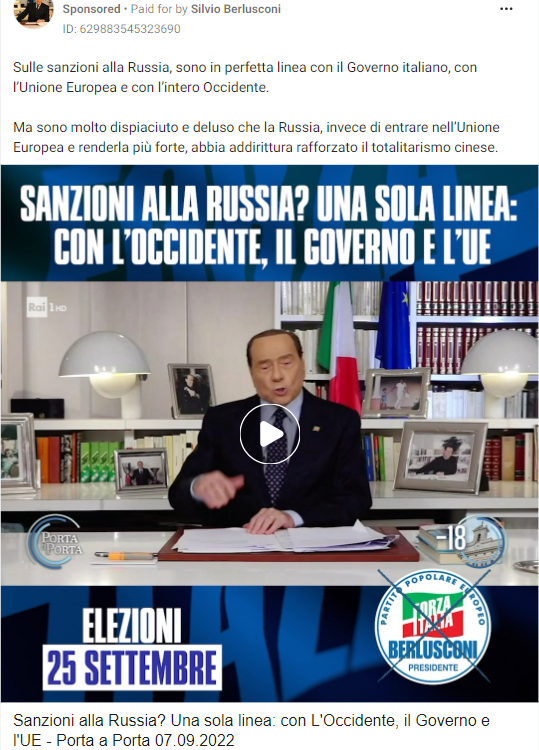 Sponsored • Paid for by Silvio Berlusconi
ID: 629883545323690
Sulle sanzioni alla Russia, sono in perfetta linea con il Governo italiano, con
l'Unione Europea e con l'intero Occidente.
Ma sono molto dispiaciuto e deluso che la Russia, invece di entrare nell'Unione
Europea e renderla più forte, abbia addirittura rafforzato il totalitarismo cinese.
SANZIONI ALLA RUSSIA? UNA SOLA LINEA:
CON L'OCCIDENTE, IL GOVERNO E L'UE
Rai 1 HD
PORTA A PORTA
-18
ELEZIONI
25 SETTEMBRE
PARTITO POPOLARE EUROPEO
FORZA
ITALIA
BERLUSCONI
PRESIDENTE
Sanzioni alla Russia? Una sola linea: con L'Occidente, il Governo e
l'UE - Porta a Porta 07.09.2022